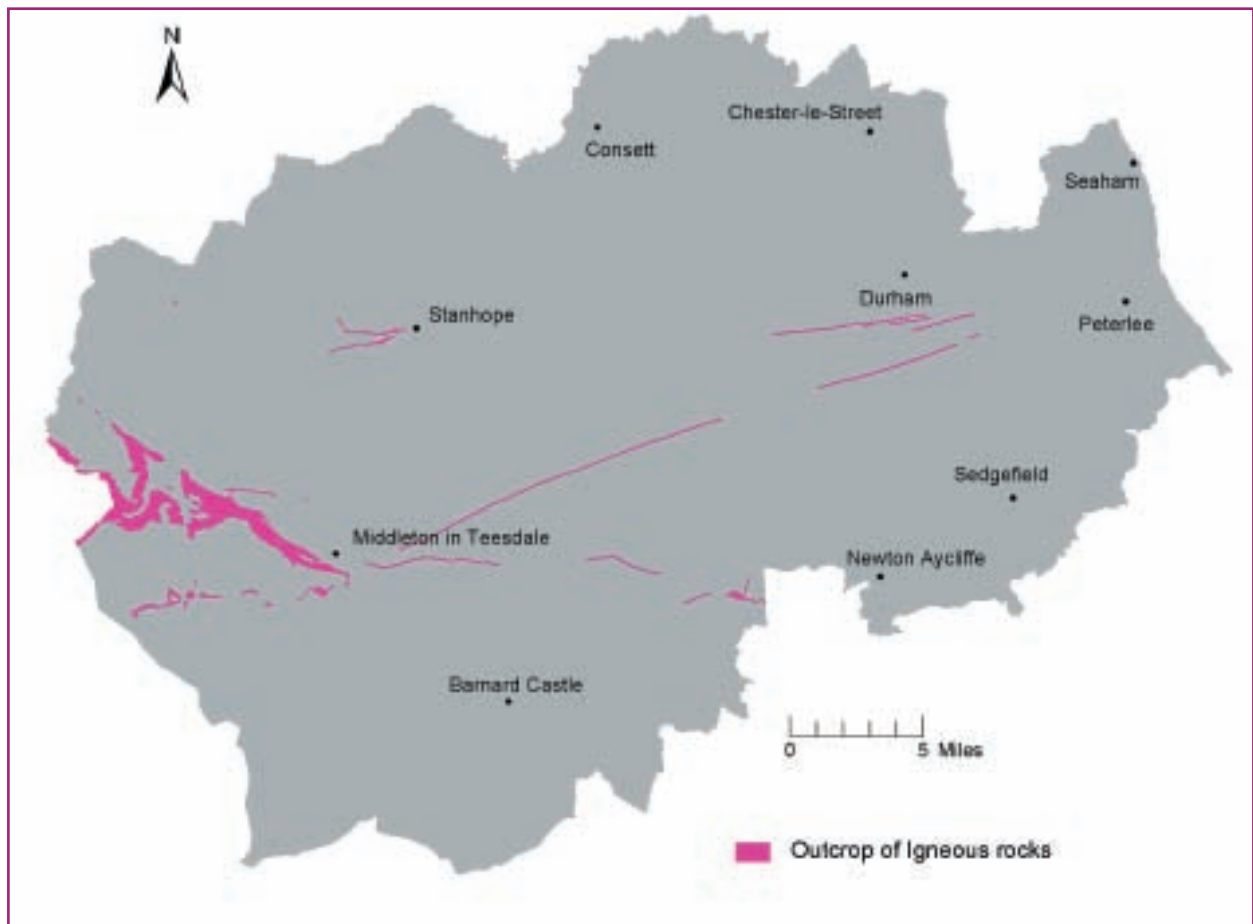 N
Chester-le-Street
Consett
Seaham
Durham
Peterlee
Stanhope
Sedgefield
Middleton in Teesdale
Newton Aycliffe
Barnard Castle
0 5 Miles
Outcrop of Igneous rocks